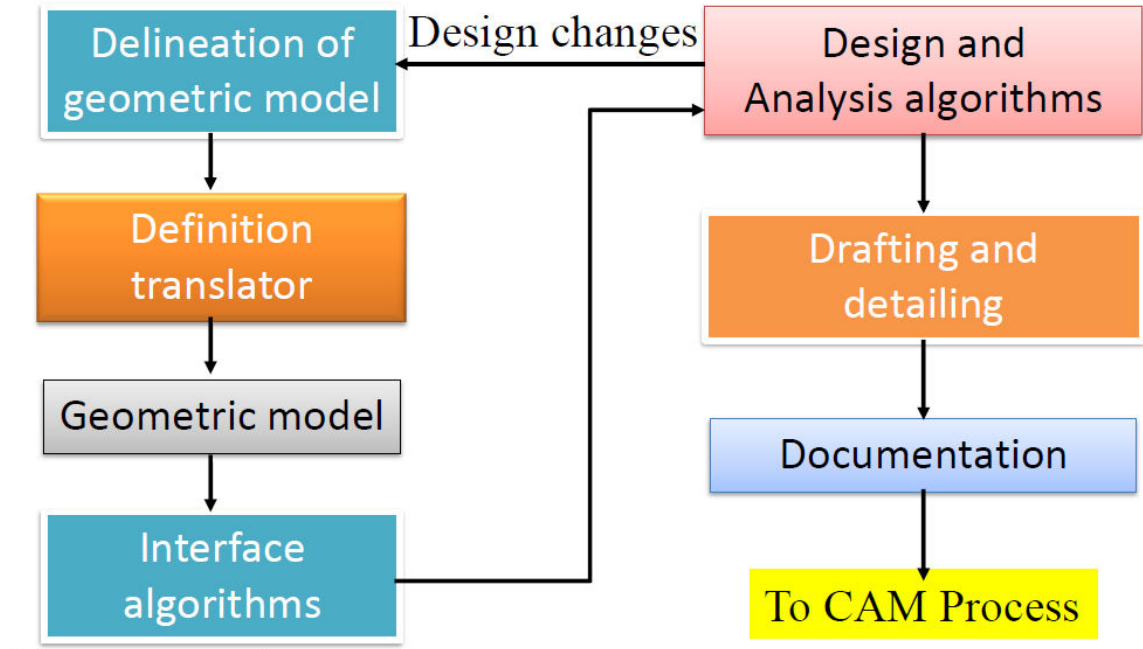 Delineation of
geometric model
Design changes
Design and
Analysis algorithms
Definition
translator
Drafting and
detailing
Geometric model
Documentation
Interface
algorithms
To CAM Process